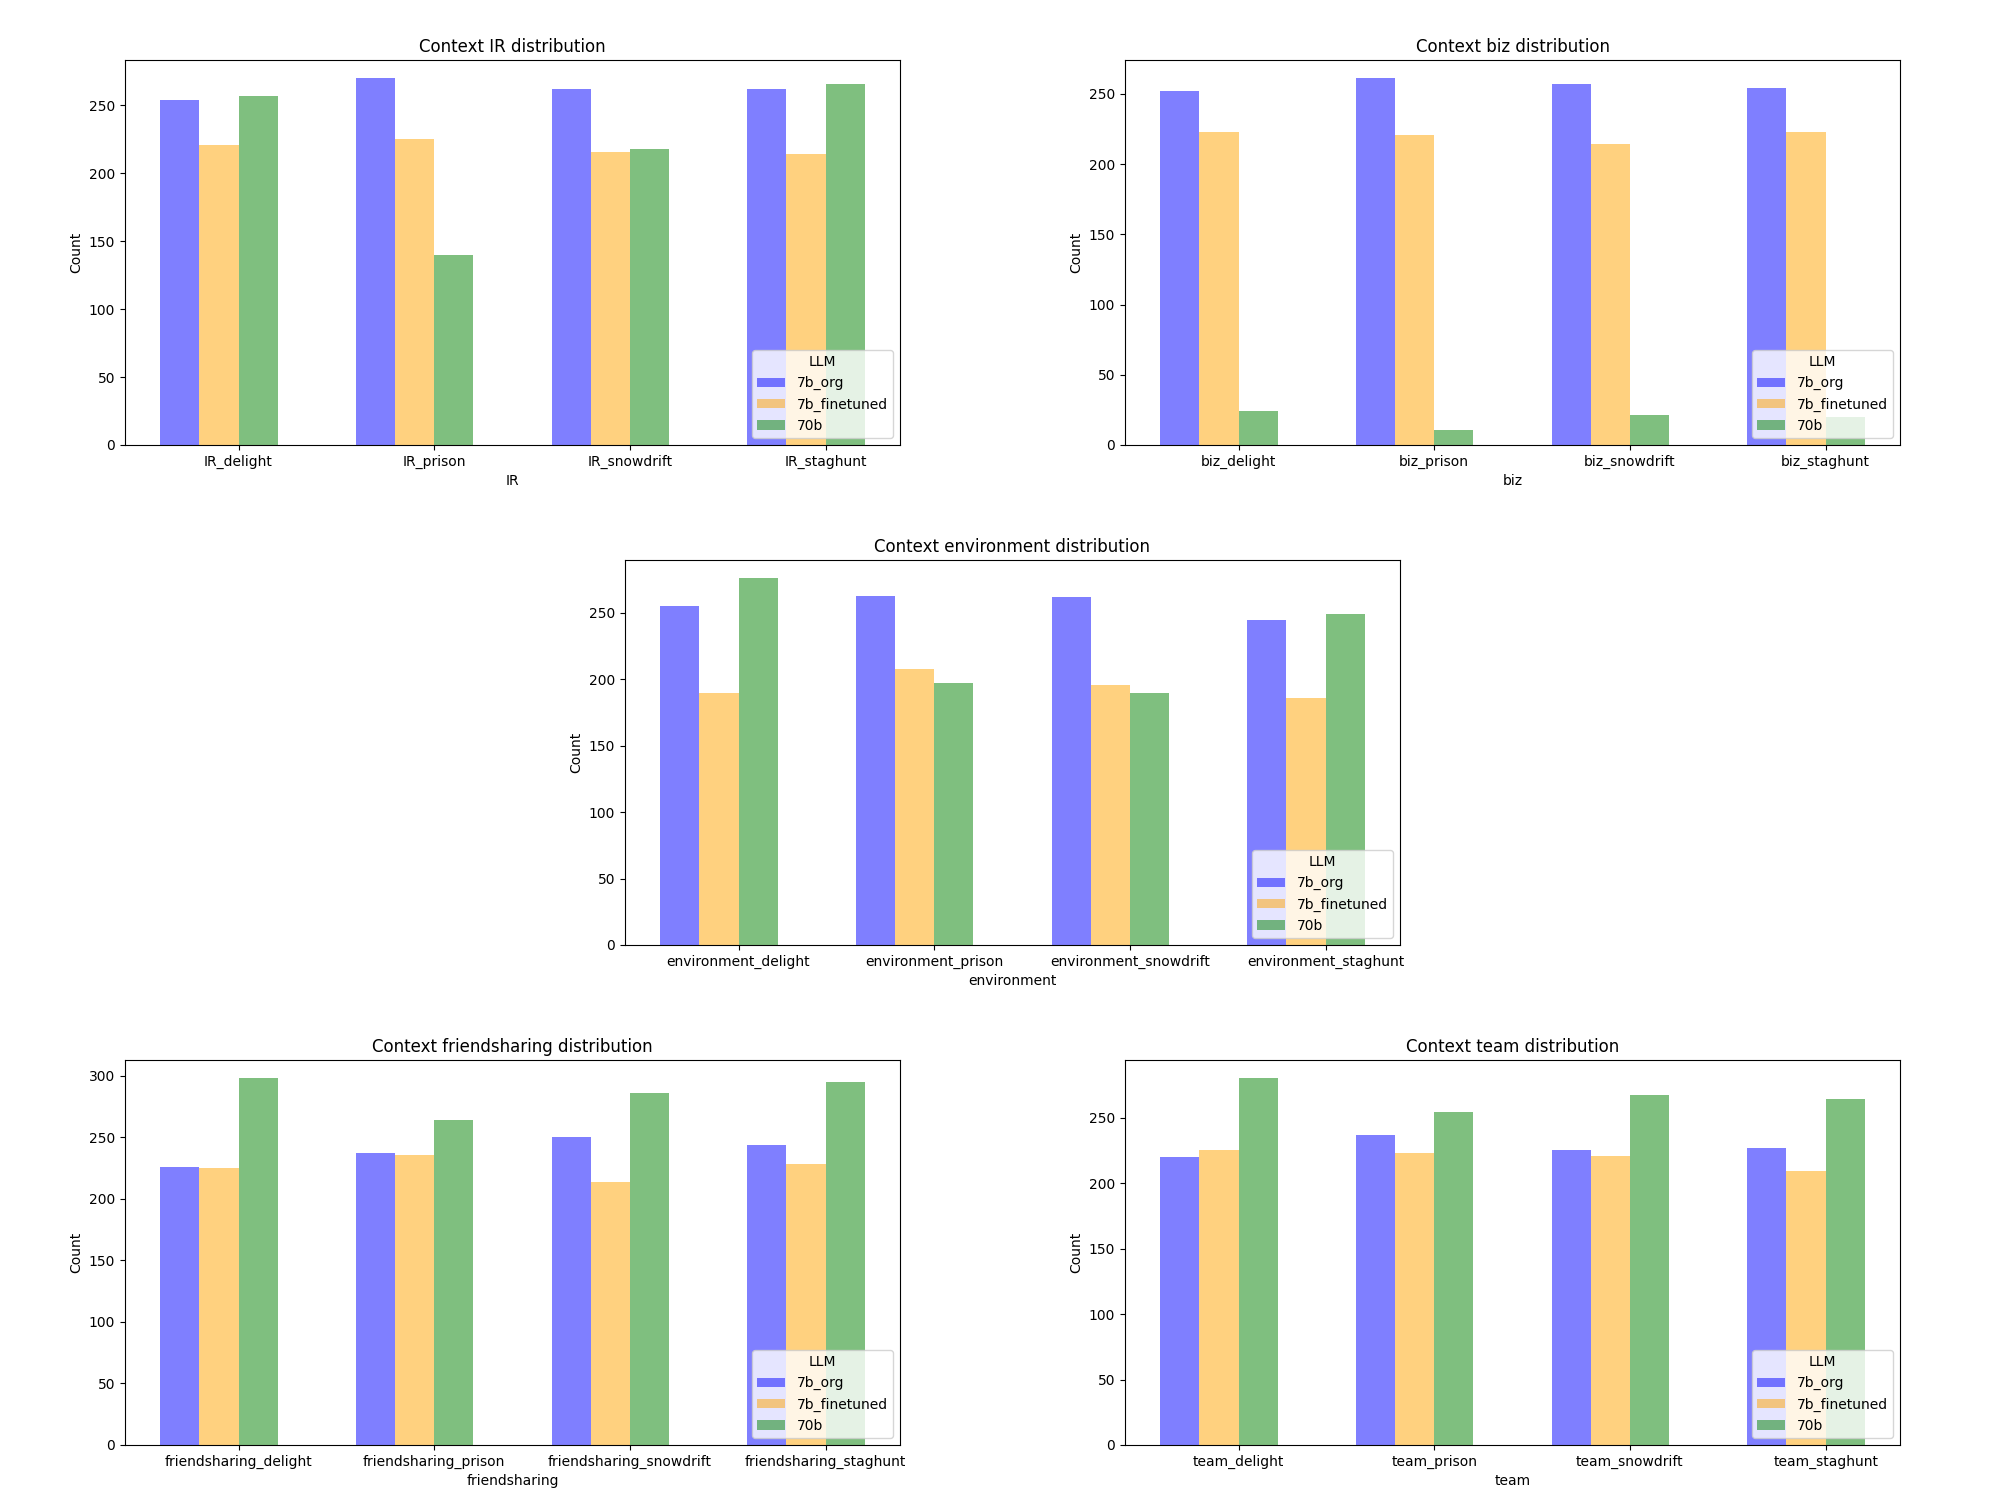 Context IR distribution
250
200
150
100
50
0
Count
LLM
7b_org
7b_finetuned
70b
IR_delight IR_prison IR_snowdrift IR_staghunt
IR
Context biz distribution
250
200
150
100
50
0
Count
LLM
7b_org
7b_finetuned
70b
biz_delight biz_prison biz_snowdrift biz_staghunt
biz
Context environment distribution
250
200
150
100
50
0
Count
LLM
7b_org
7b_finetuned
70b
environment_delight environment_prison environment_snowdrift environment_staghunt
environment
Context friendsharing distribution
300
250
200
150
100
50
0
Count
LLM
7b_org
7b_finetuned
70b
friendsharing_delight friendsharing_prison friendsharing_snowdrift friendsharing_staghunt
friendsharing
Context team distribution
250
200
150
100
50
0
Count
LLM
7b_org
7b_finetuned
70b
team_delight team_prison team_snowdrift team_staghunt
team